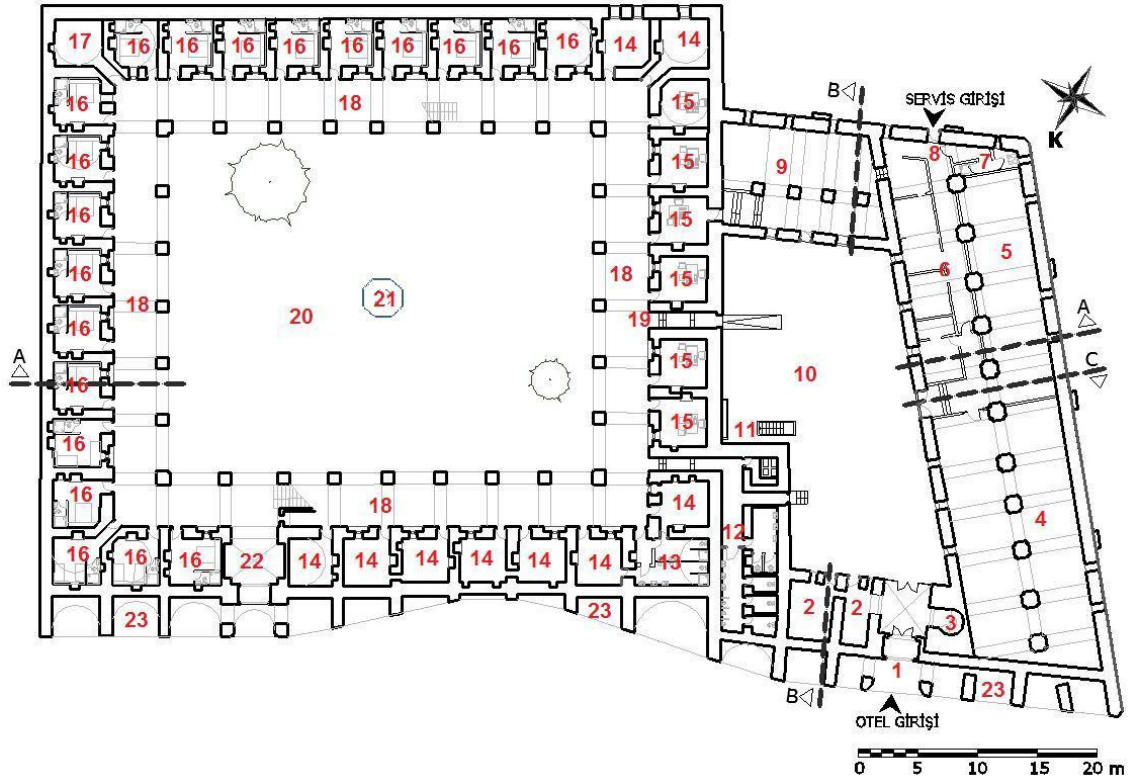 17 16 16 16 16 16 16 16 16 16 14 14
16 18 15 B SERVİS GİRİŞİ
K
16 15 9 8 7
16 15 5
16 18 15 6
18 20 21 19
16 15 10 A
A 16 C
16 15 11
16 18 14 4
12
16 16 16 22 14 14 14 14 14 14 13
23 23 2 2 3
1 23
B
OTEL GİRİŞİ
0 5 10 15 20 m